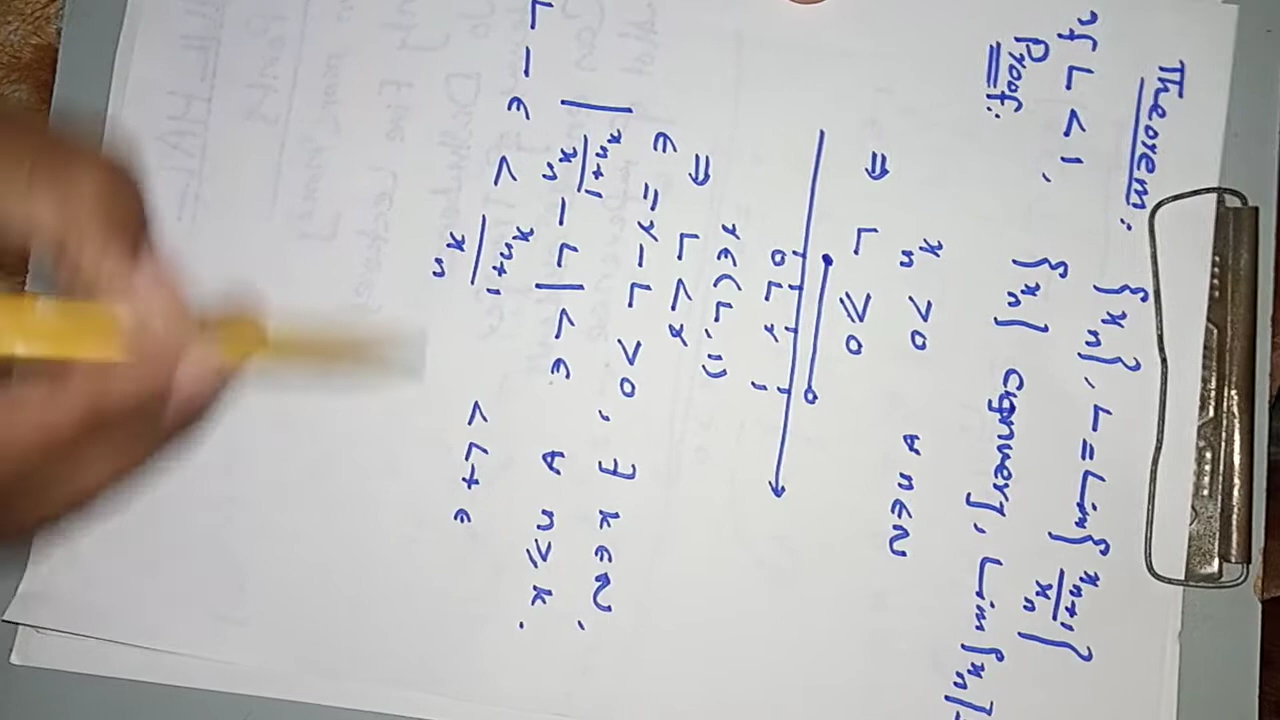 Theorem: {xₙ}, L = Lim{xₙ₊₁/xₙ}
If L < 1, {xₙ} converges, Lim{xₙ}
Proof:
xₙ > 0 ∀ n ∈ N
⇒ L ≥ 0
0 L r 1
r ∈ (L, 1)
⇒ L < r
ε = r - L > 0, ∃ K ∈ N
|xₙ₊₁/xₙ - L| < ε ∀ n ≥ K.
L - ε < xₙ₊₁/xₙ < L + ε